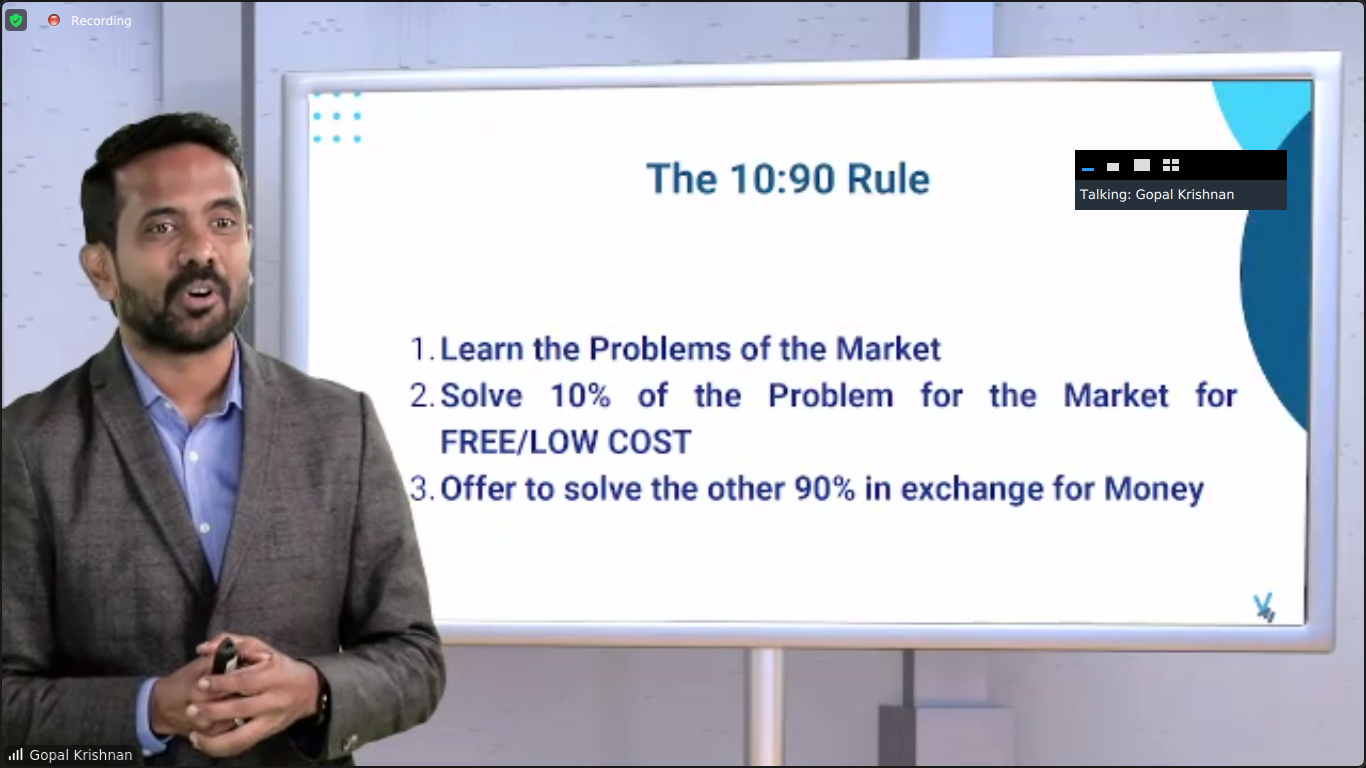 Recording
The 10:90 Rule
Talking: Gopal Krishnan
1. Learn the Problems of the Market
2. Solve 10% of the Problem for the Market for
FREE/LOW COST
3. Offer to solve the other 90% in exchange for Money
Gopal Krishnan